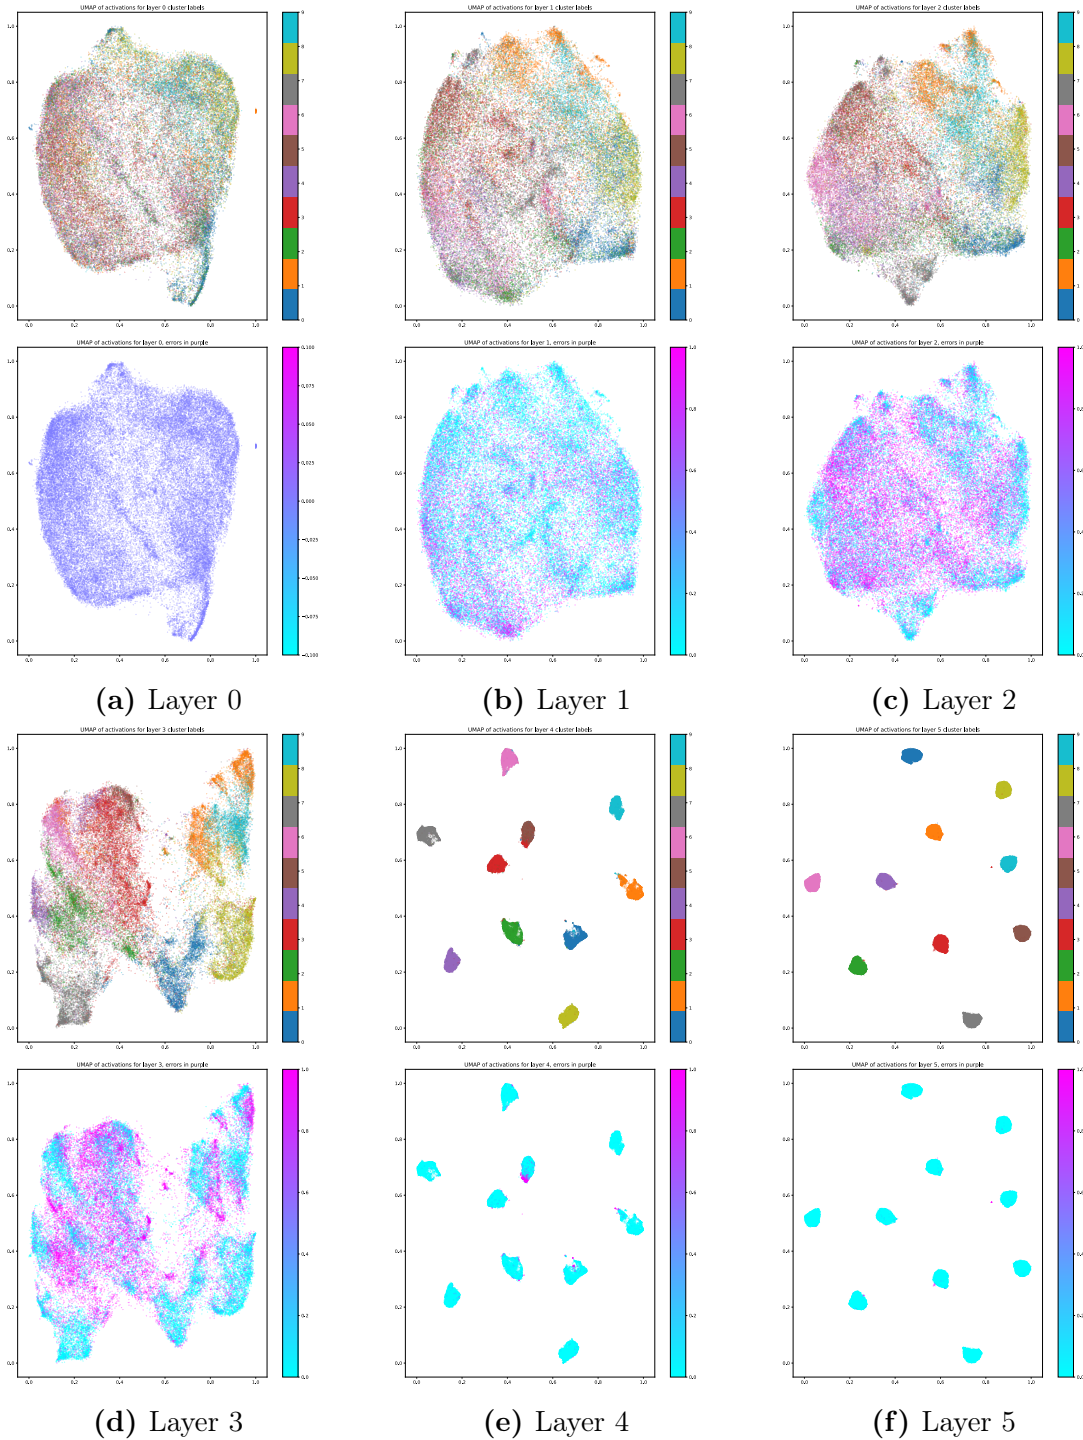 UMAP of activations for layer 0 cluster labels
UMAP of activations for layer 1 cluster labels
UMAP of activations for layer 2 cluster labels
UMAP of activations for layer 0, errors in purple
UMAP of activations for layer 1, errors in purple
UMAP of activations for layer 2, errors in purple
(a) Layer 0
(b) Layer 1
(c) Layer 2
UMAP of activations for layer 3 cluster labels
UMAP of activations for layer 4 cluster labels
UMAP of activations for layer 5 cluster labels
UMAP of activations for layer 3, errors in purple
UMAP of activations for layer 4, errors in purple
UMAP of activations for layer 5, errors in purple
(d) Layer 3
(e) Layer 4
(f) Layer 5